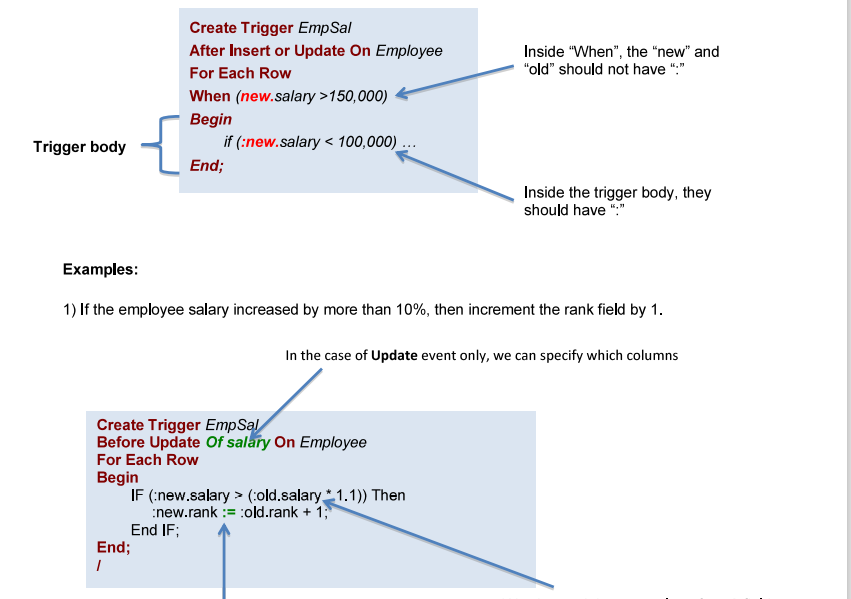 Create Trigger EmpSal
After Insert or Update On Employee
For Each Row
When (new.salary >150,000)
Begin
if (:new.salary < 100,000) …
End;
Trigger body
Inside “When”, the “new” and
“old” should not have “:”
Inside the trigger body, they
should have “:”
Examples:
1) If the employee salary increased by more than 10%, then increment the rank field by 1.
In the case of Update event only, we can specify which columns
Create Trigger EmpSal
Before Update Of salary On Employee
For Each Row
Begin
IF (:new.salary > (:old.salary * 1.1)) Then
:new.rank := :old.rank + 1;
End IF;
End;
/